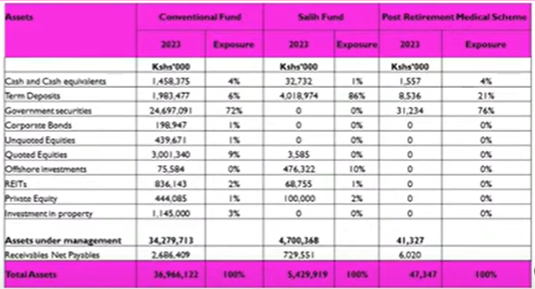 Assets Conventional Fund Salih Fund Post Retirement Medical Scheme
2023 Exposure 2023 Exposure 2023 Exposure
Kshs'000 Kshs'000 Kshs'000
Cash and Cash equivalents 1,458,375 4% 32,732 1% 1,557 4%
Term Deposits 1,983,477 6% 4,018,974 86% 8,536 21%
Government securities 24,697,091 72% 0 0% 31,234 76%
Corporate Bonds 198,947 1% 0 0% 0 0%
Unquoted Equities 439,671 1% 0 0% 0 0%
Quoted Equities 3,001,340 9% 3,585 0% 0 0%
Offshore investments 75,584 0% 476,322 10% 0 0%
REITs 836,143 2% 68,755 1% 0 0%
Private Equity 444,085 1% 100,000 2% 0 0%
Investment in property 1,145,000 3% 0 0% 0 0%
Assets under management 34,279,713 4,700,368 41,327
Receivables Net Payables 2,686,409 729,551 6,020
Total Assets 36,966,122 100% 5,429,919 100% 47,347 100%